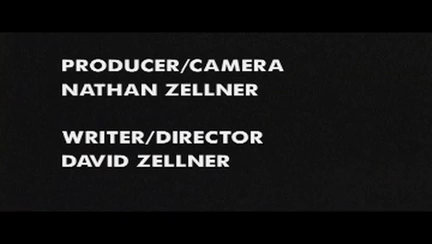 PRODUCER/CAMERA
NATHAN ZELLNER
WRITER/DIRECTOR
DAVID ZELLNER